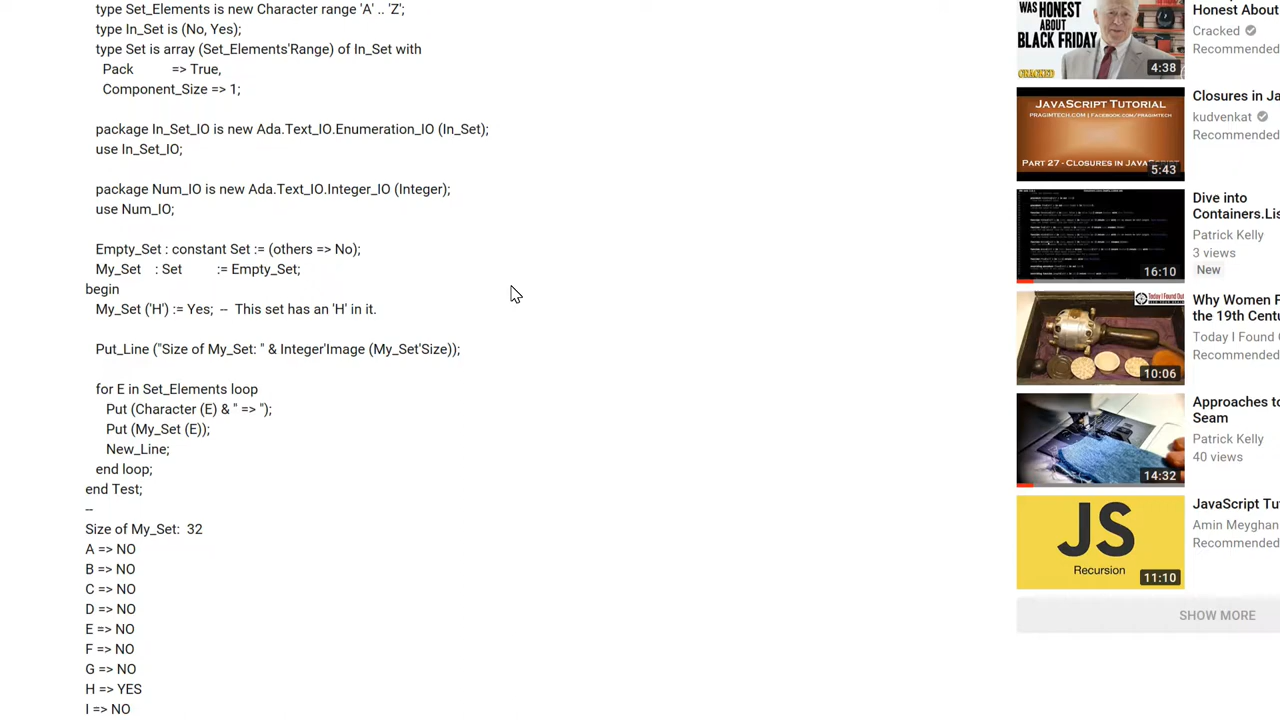 type Set_Elements is new Character range 'A' .. 'Z';
type In_Set is (No, Yes);
type Set is array (Set_Elements'Range) of In_Set with
Pack => True,
Component_Size => 1;
package In_Set_IO is new Ada.Text_IO.Enumeration_IO (In_Set);
use In_Set_IO;
package Num_IO is new Ada.Text_IO.Integer_IO (Integer);
use Num_IO;
Empty_Set : constant Set := (others =>
My_Set : Set := Empty_Set;
begin
My_Set ('H') := Yes; -- This set has an 'H' in it.
Put_Line ("Size of My_Set: " & Integer'Image (My_Set'Size));
for E in Set_Elements loop
Put (Character (E) & " => ");
Put (My_Set (E));
New_Line;
end loop;
end Test;
--
Size of My_Set: 32
A => NO
B => NO
C => NO
D => NO
E => NO
F => NO
G => NO
H => YES
I => NO
WAS HONEST
ABOUT
BLACK FRIDAY
CRACKED
4:38
Honest About
Cracked
Recommended
JAVASCRIPT TUTORIAL
PRAGIMTECH.COM | FACEBOOK.COM/PRAGIMTECH
PART 27 - CLOSURES IN JAVASCRIPT
5:43
Closures in Ja
kudvenkat
Recommended
16:10
Dive into
Containers.Lis
Patrick Kelly
3 views
New
Today I Found Out
10:06
Why Women F
the 19th Centu
Today I Found O
Recommended
14:32
Approaches to
Seam
Patrick Kelly
40 views
JS
Recursion
11:10
JavaScript Tu
Amin Meyghan
Recommended
SHOW MORE